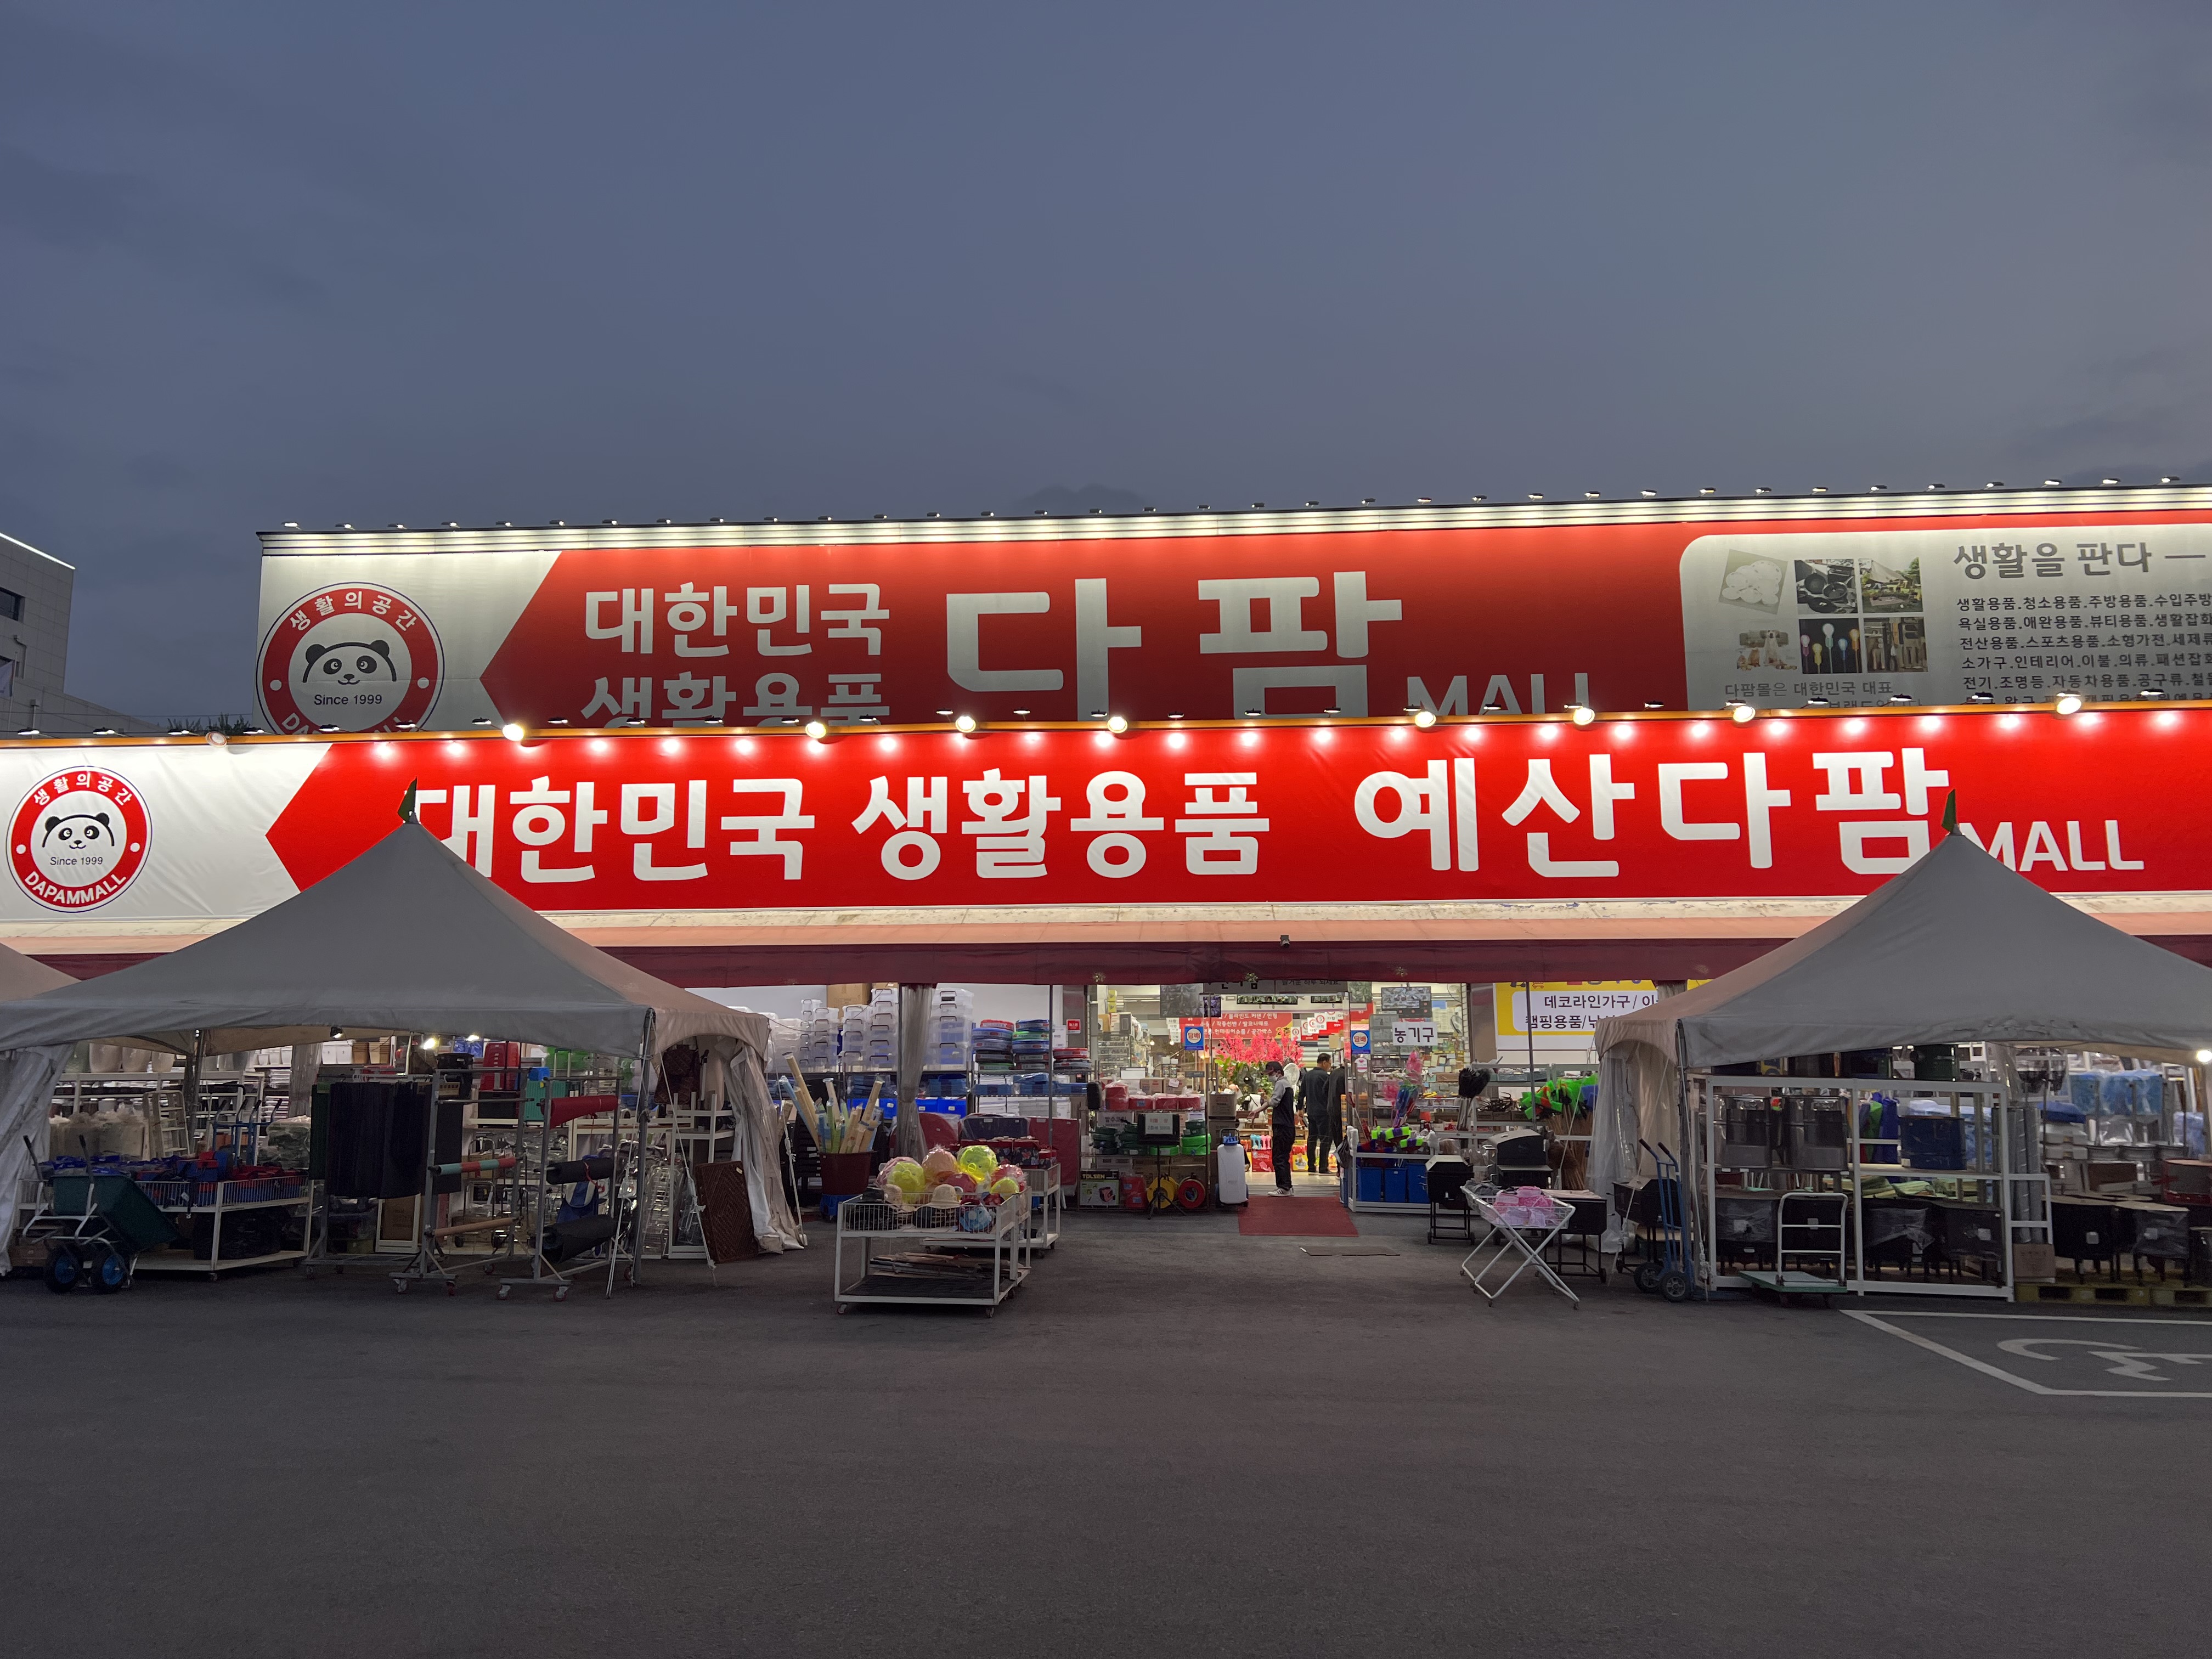 생활의공간
Since 1999
대한민국
생활용품
다팜
MALL
생활을 판다
생활용품.청소용품.주방용품.수입주방
욕실용품.애완용품.뷰티용품.생활잡화
전산용품.스포츠용품.소형가전.세제류
소가구.인테리어.이불.의류.패션잡화
전기.조명등.자동차용품.공구류.철물
다팜몰은 대한민국 대표
생활의공간
Since 1999
DAPAMMALL
대한민국 생활용품 예산다팜 MALL
데코라인가구/
캠핑용품/
농기구